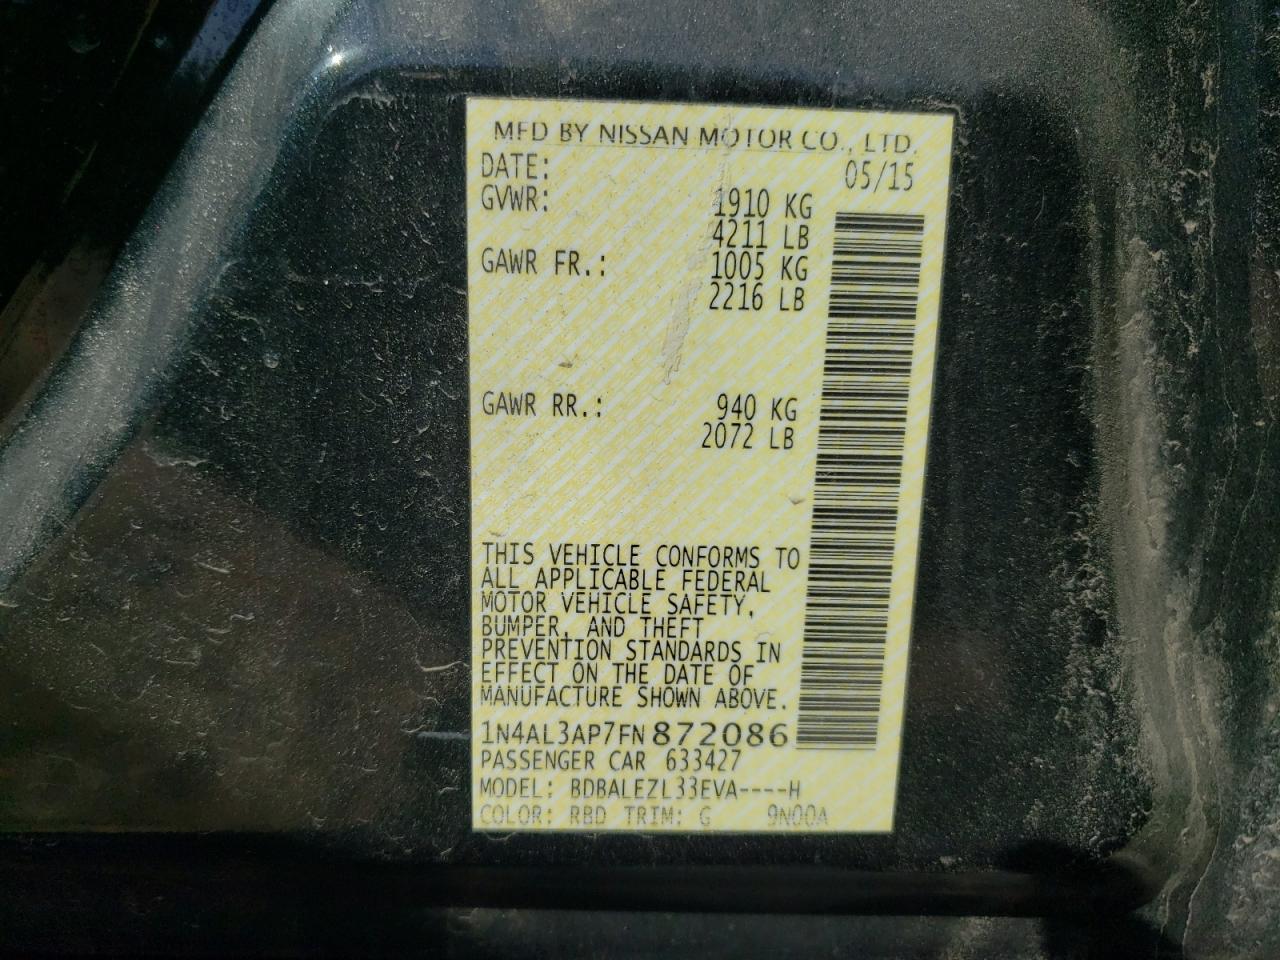 MFD BY NISSAN MOTOR CO., LTD.
DATE: 05/15
GVWR: 1910 KG
4211 LB
GAWR FR.: 1005 KG
2216 LB
GAWR RR.: 940 KG
2072 LB
THIS VEHICLE CONFORMS TO
ALL APPLICABLE FEDERAL
MOTOR VEHICLE SAFETY,
BUMPER, AND THEFT
PREVENTION STANDARDS IN
EFFECT ON THE DATE OF
MANUFACTURE SHOWN ABOVE.
1N4AL3AP7FN872086
PASSENGER CAR 633427
MODEL: BDBALEZL33EVA----H
COLOR: RBD TRIM: G 9N00A